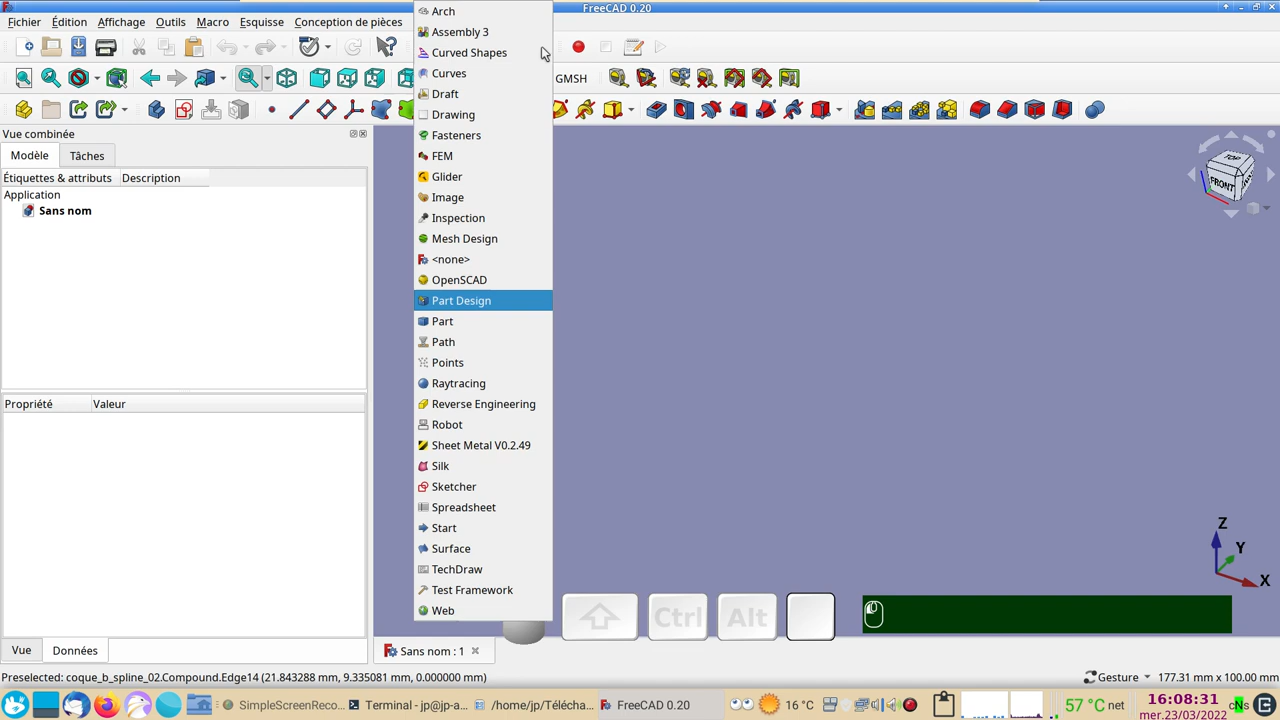 FreeCAD 0.20
Fichier Édition Affichage Outils Macro Esquisse Conception de pièces
GMSH
Vue combinée
Modèle Tâches
Étiquettes & attributs Description
Application
Sans nom
Propriété Valeur
Vue Données
Arch
Assembly 3
Curved Shapes
Curves
Draft
Drawing
Fasteners
FEM
Glider
Image
Inspection
Mesh Design
<none>
OpenSCAD
Part Design
Part
Path
Points
Raytracing
Reverse Engineering
Robot
Sheet Metal V0.2.49
Silk
Sketcher
Spreadsheet
Start
Surface
TechDraw
Test Framework
Web
TOP
FRONT
Z
Y
X
Ctrl Alt
Sans nom : 1
Preselected: coque_b_spline_02.Compound.Edge14 (21.843288 mm, 9.335081 mm, 0.000000 mm) Gesture 177.31 mm x 100.00 mm
SimpleScreenReco... Terminal - jp@jp-a... /home/jp/Télécha... FreeCAD 0.20 16 °C 57 °C net 16:08:31
mer.23/03/2022